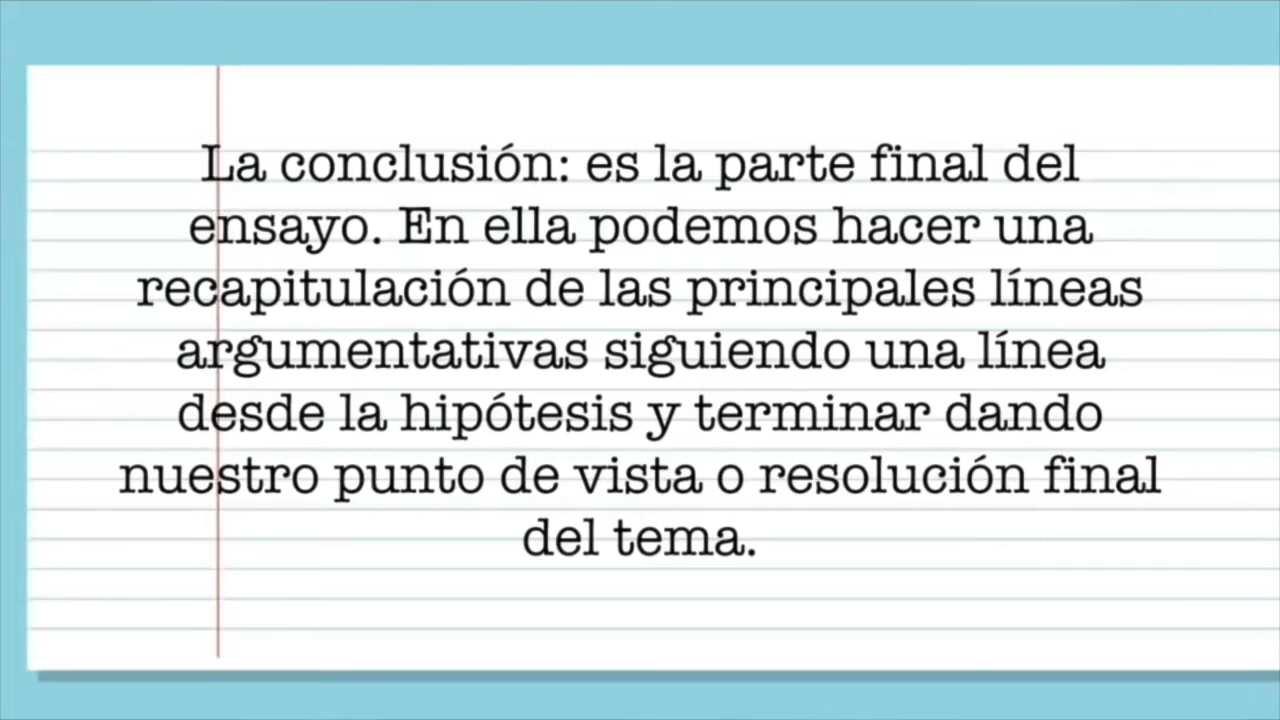 La conclusión: es la parte final del
ensayo. En ella podemos hacer una
recapitulación de las principales líneas
argumentativas siguiendo una línea
desde la hipótesis y terminar dando
nuestro punto de vista o resolución final
del tema.